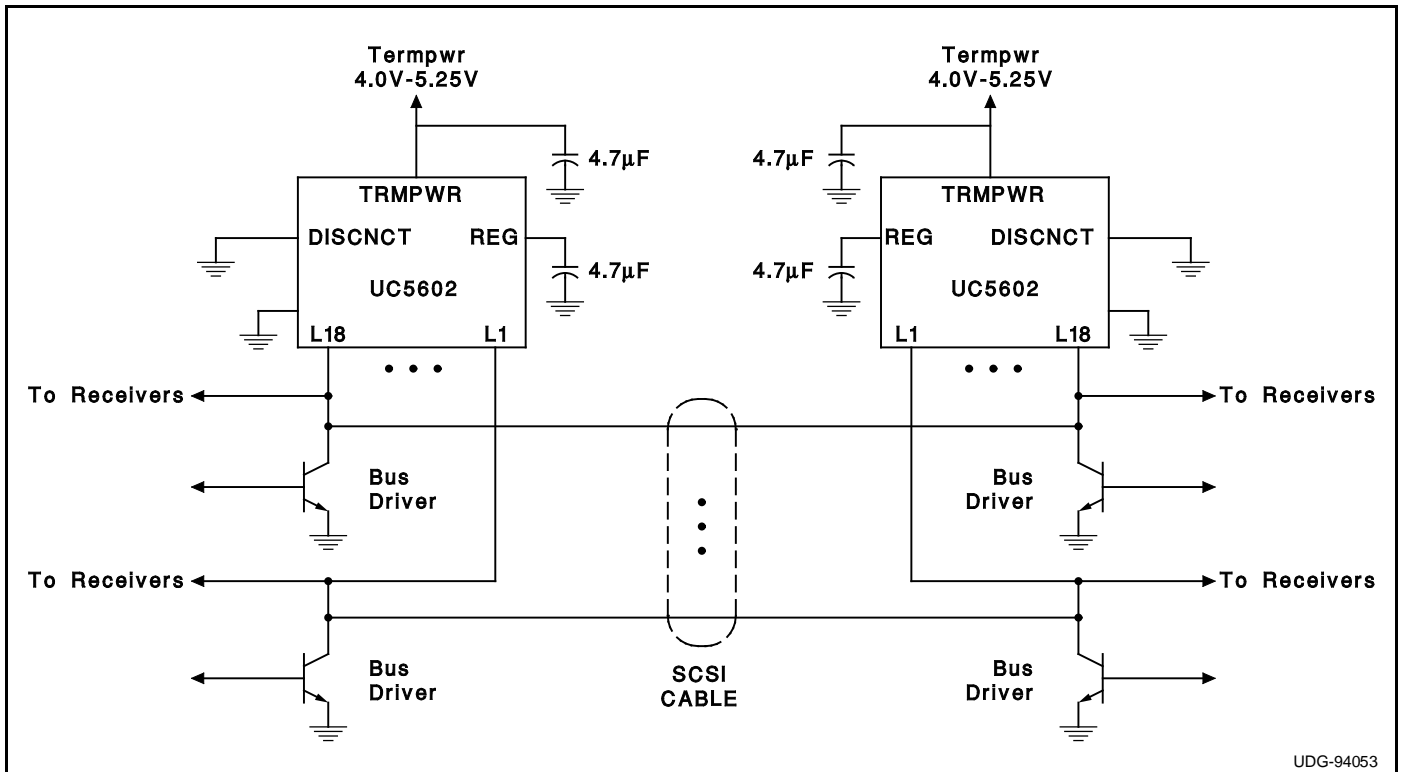 Termpwr
4.0V-5.25V
Termpwr
4.0V-5.25V
4.7µF
4.7µF
TRMPWR
TRMPWR
DISCNCT
REG
REG
DISCNCT
4.7µF
4.7µF
UC5602
UC5602
L18
L1
L1
L18
To Receivers
To Receivers
Bus
Driver
Bus
Driver
To Receivers
To Receivers
Bus
Driver
SCSI
CABLE
Bus
Driver
UDG-94053